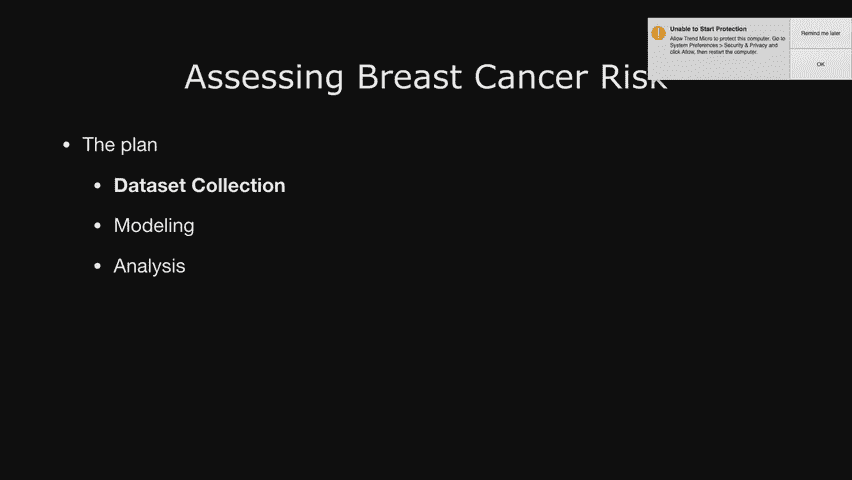 Unable to Start Protection
Allow Trend Micro to protect this computer. Go to
System Preferences > Security & Privacy and
click Allow, then restart the computer.
Remind me later
OK
Assessing Breast Cancer Risk
• The plan
• Dataset Collection
• Modeling
• Analysis